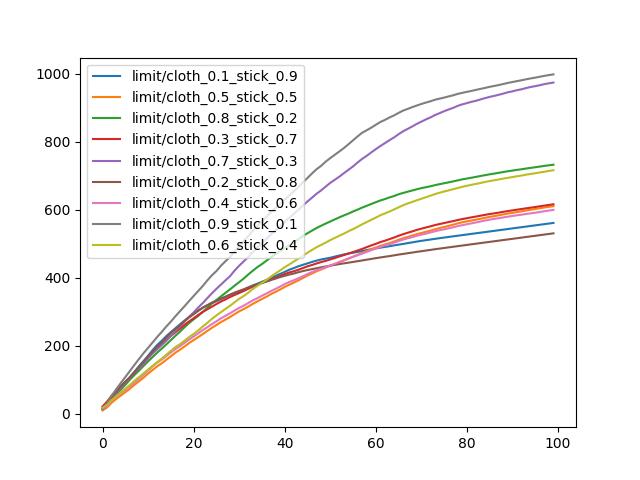 1000
800
600
400
200
0
limit/cloth_0.1_stick_0.9
limit/cloth_0.5_stick_0.5
limit/cloth_0.8_stick_0.2
limit/cloth_0.3_stick_0.7
limit/cloth_0.7_stick_0.3
limit/cloth_0.2_stick_0.8
limit/cloth_0.4_stick_0.6
limit/cloth_0.9_stick_0.1
limit/cloth_0.6_stick_0.4
0 20 40 60 80 100